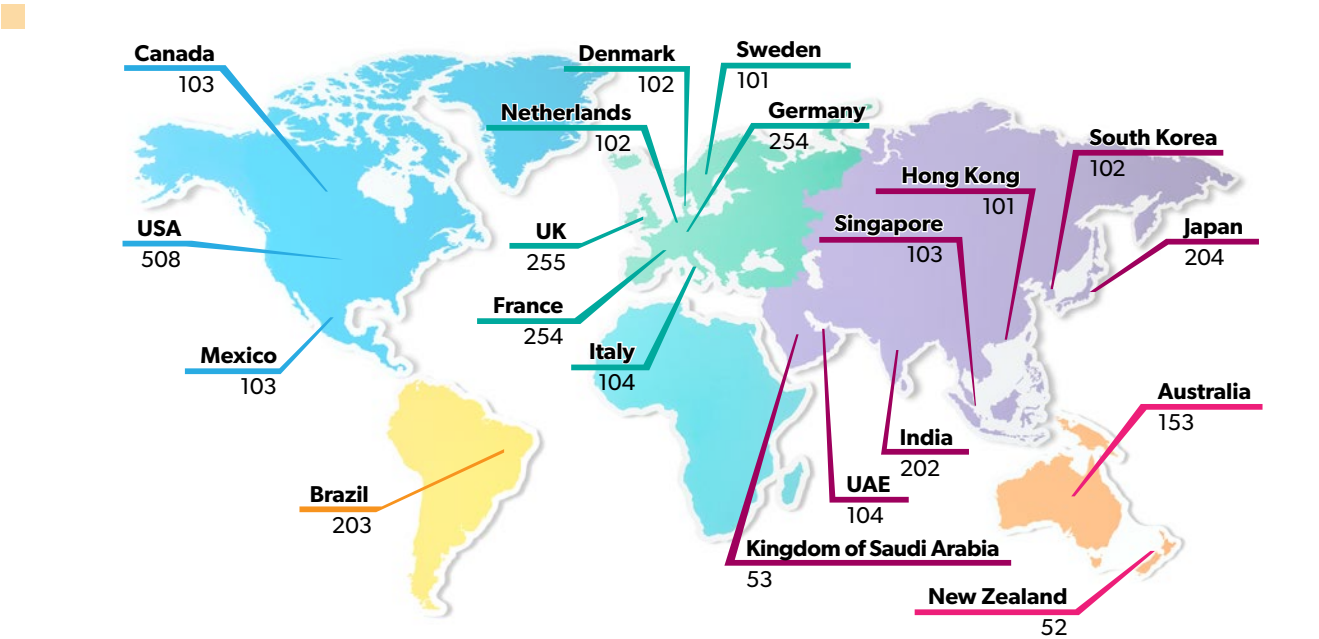 Canada
103
Denmark
102
Sweden
101
Netherlands
102
Germany
254
South Korea
102
Hong Kong
101
USA
508
UK
255
Singapore
103
Japan
204
France
254
Italy
104
Mexico
103
Australia
153
India
202
Brazil
203
UAE
104
Kingdom of Saudi Arabia
53
New Zealand
52